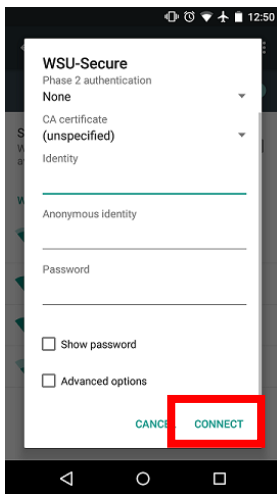 12:50
WSU-Secure
Phase 2 authentication
None
CA certificate
(unspecified)
Identity
Anonymous identity
Password
Show password
Advanced options
CONNECT